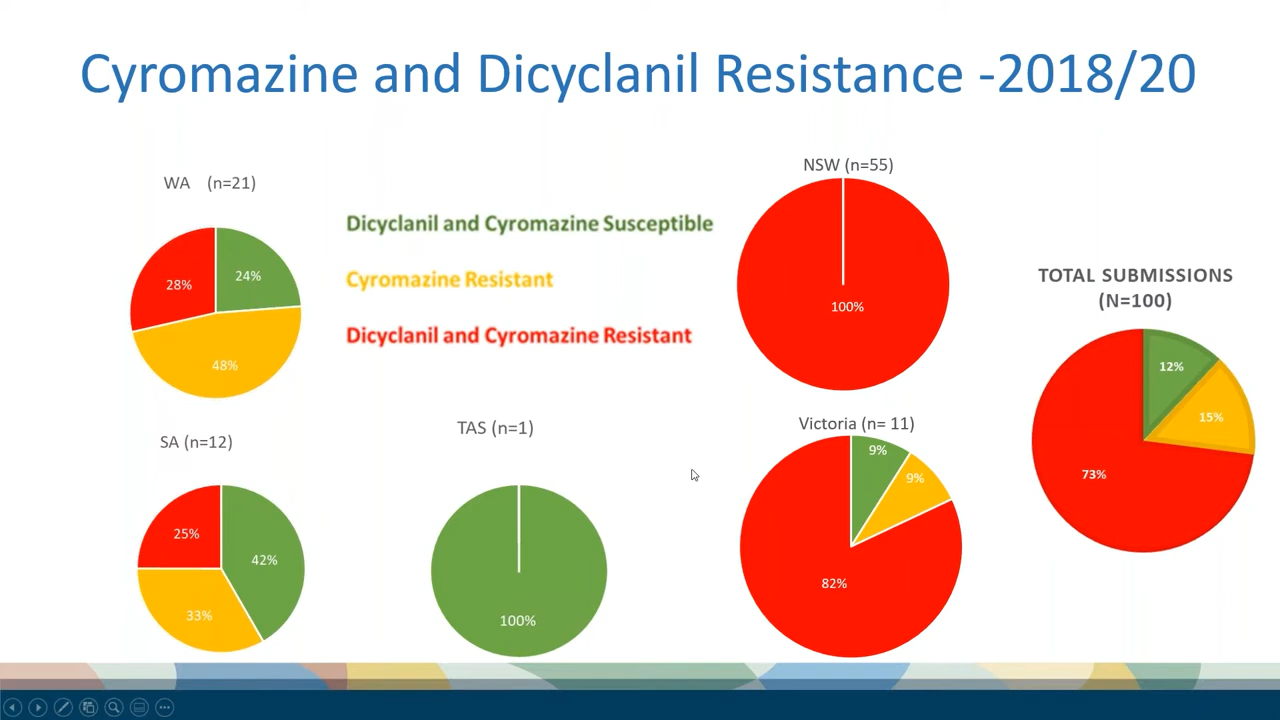 Cyromazine and Dicyclanil Resistance -2018/20
WA (n=21)
28%
24%
48%
Dicyclanil and Cyromazine Susceptible
Cyromazine Resistant
Dicyclanil and Cyromazine Resistant
NSW (n=55)
100%
TOTAL SUBMISSIONS
(N=100)
12%
15%
73%
SA (n=12)
25%
42%
33%
TAS (n=1)
100%
Victoria (n= 11)
9%
9%
82%